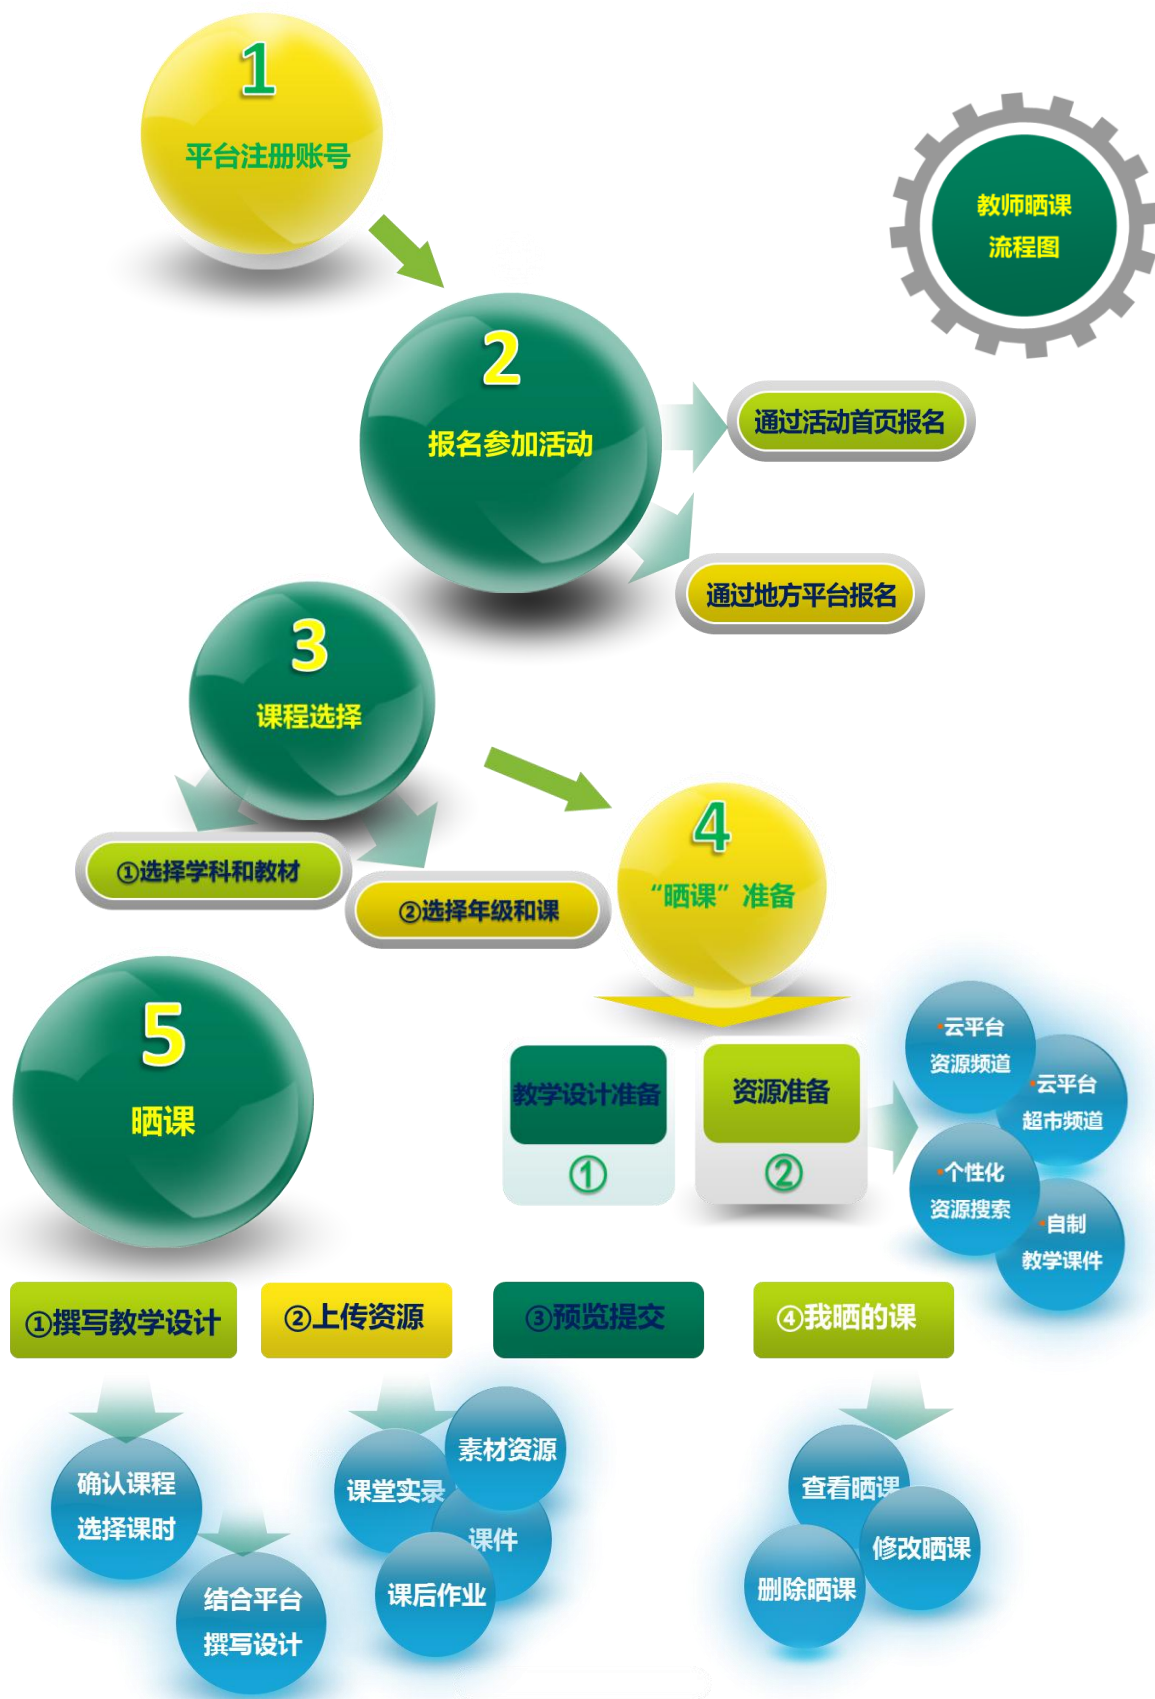 1
平台注册账号
教师晒课
流程图
2
报名参加活动
通过活动首页报名
通过地方平台报名
3
课程选择
①选择学科和教材
②选择年级和课
4
“晒课”准备
教学设计准备
①
资源准备
②
•云平台
资源频道
•云平台
超市频道
•个性化
资源搜索
•自制
教学课件
5
晒课
①撰写教学设计
②上传资源
③预览提交
④我晒的课
确认课程
选择课时
结合平台
撰写设计
素材资源
课堂实录
课件
课后作业
查看晒课
修改晒课
删除晒课